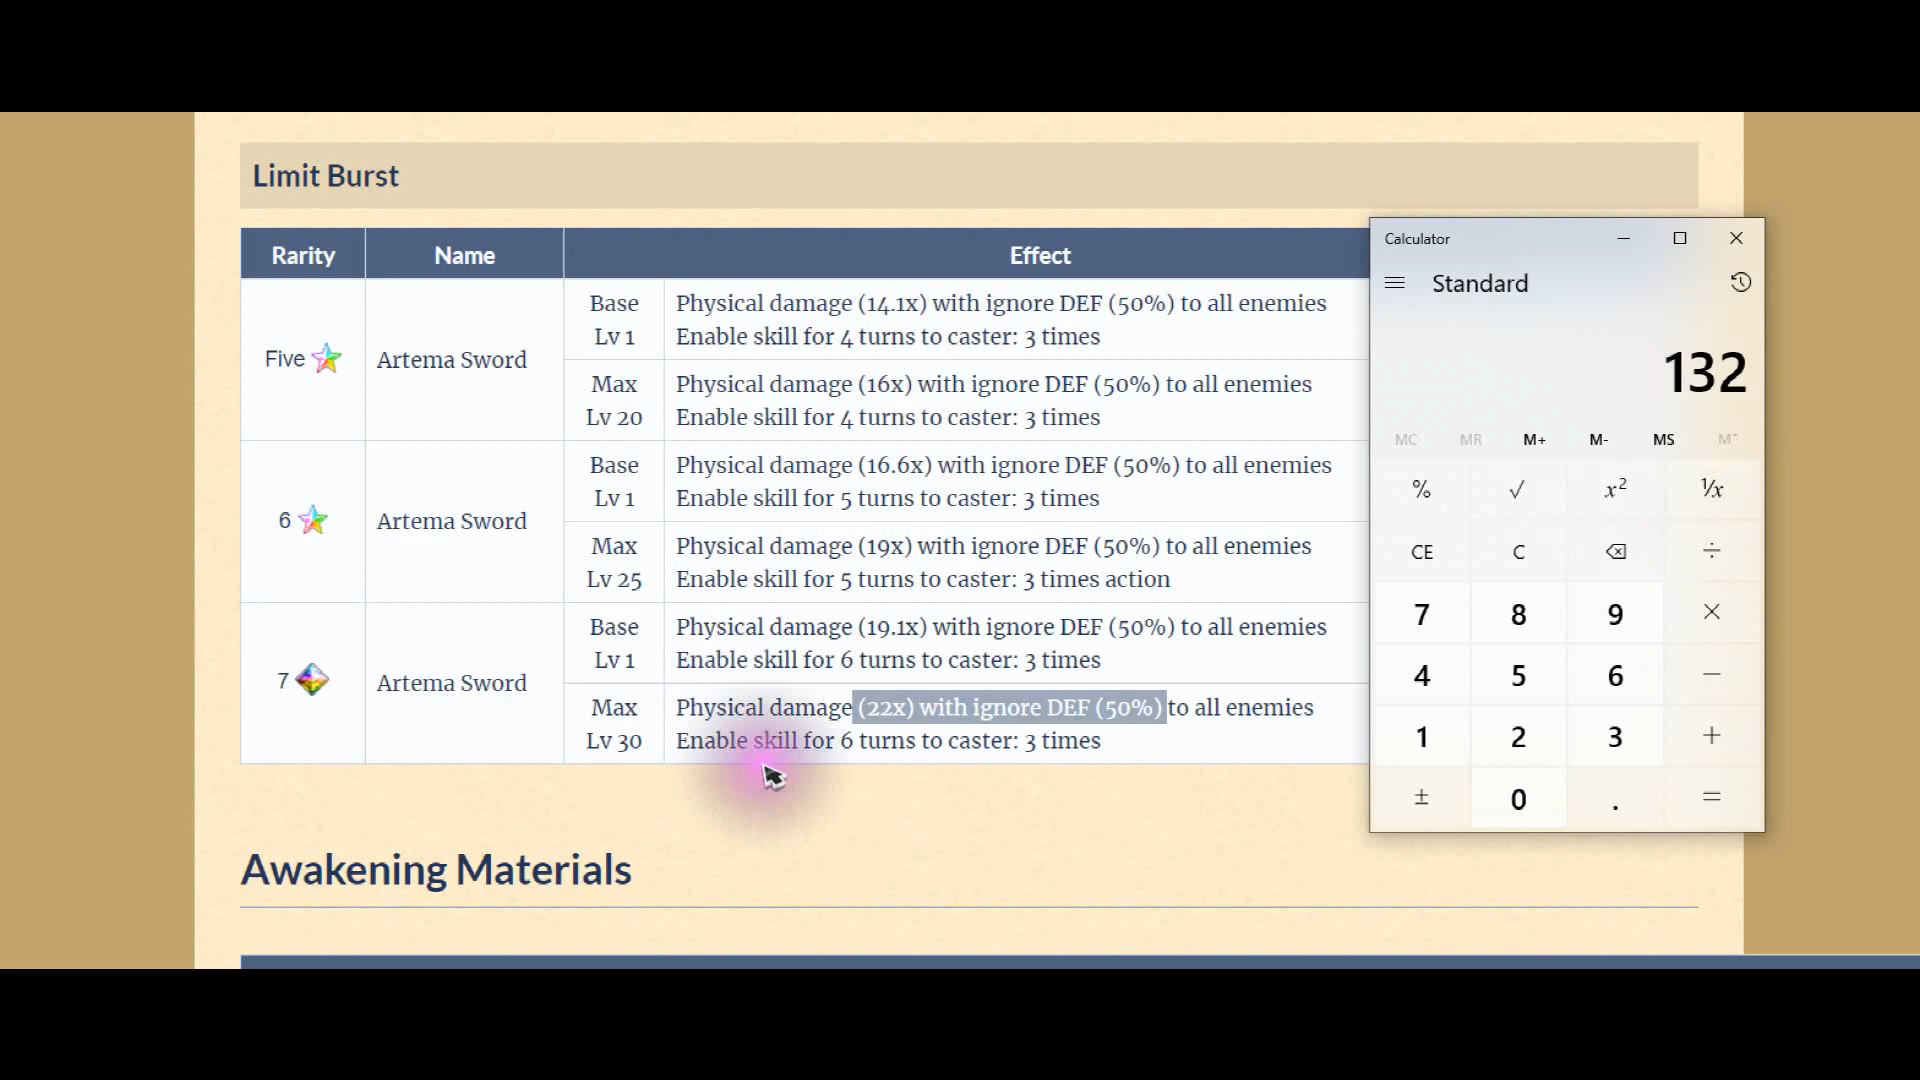 Limit Burst
Rarity Name Effect
Five Artema Sword
Base Lv 1
Physical damage (14.1x) with ignore DEF (50%) to all enemies
Enable skill for 4 turns to caster: 3 times
Max Lv 20
Physical damage (16x) with ignore DEF (50%) to all enemies
Enable skill for 4 turns to caster: 3 times
6 Artema Sword
Base Lv 1
Physical damage (16.6x) with ignore DEF (50%) to all enemies
Enable skill for 5 turns to caster: 3 times
Max Lv 25
Physical damage (19x) with ignore DEF (50%) to all enemies
Enable skill for 5 turns to caster: 3 times action
7 Artema Sword
Base Lv 1
Physical damage (19.1x) with ignore DEF (50%) to all enemies
Enable skill for 6 turns to caster: 3 times
Max Lv 30
Physical damage (22x) with ignore DEF (50%) to all enemies
Enable skill for 6 turns to caster: 3 times
Awakening Materials
Calculator
Standard
132
MC MR M+ M- MS
% √ x² ¹/x
CE C ÷
7 8 9 ×
4 5 6 −
1 2 3 +
± 0 . =